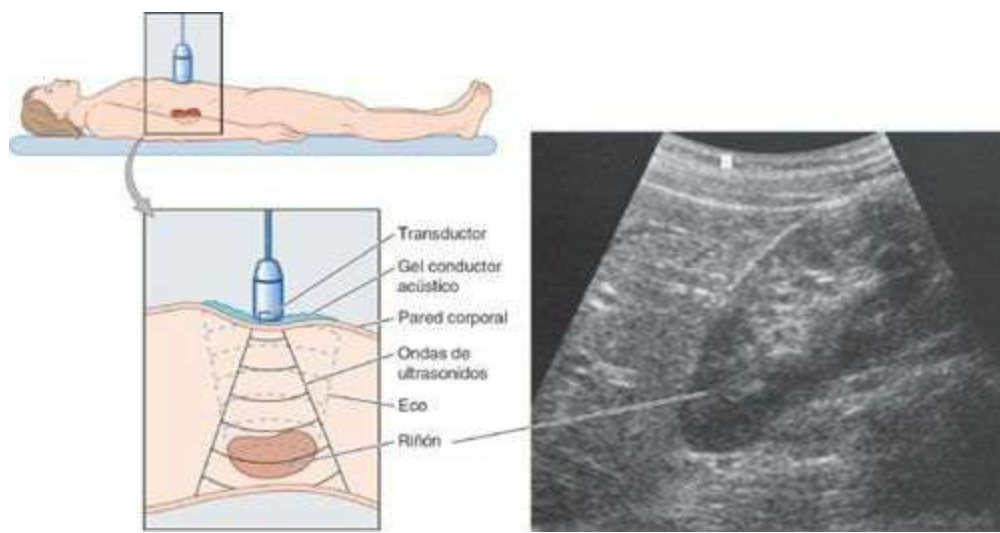 Transductor
Gel conductor
acústico
Pared corporal
Ondas de
ultrasonidos
Eco
Riñón